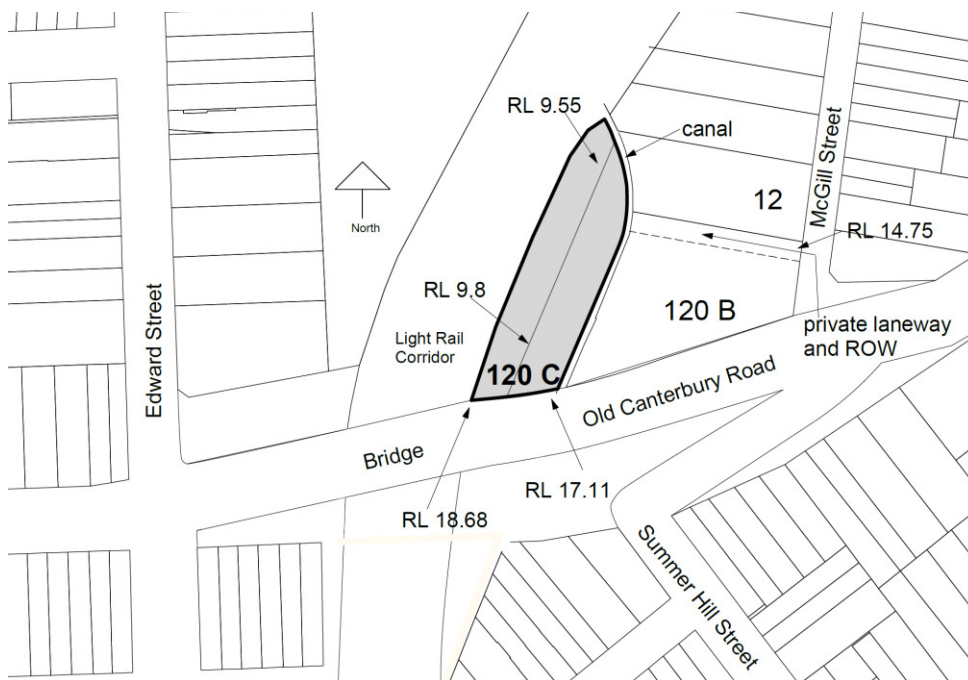 RL 9.55
canal
McGill Street
12
North
RL 14.75
RL 9.8
120 B
private laneway
and ROW
Light Rail
Corridor
Edward Street
120 C
Old Canterbury Road
Bridge
RL 17.11
RL 18.68
Summer Hill Street